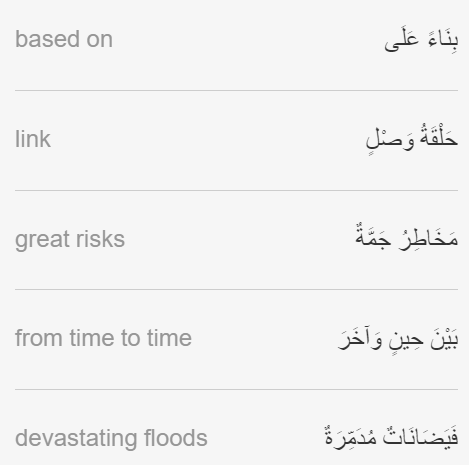 based on بِنَاءً عَلَى
link حَلْقَةُ وَصْلٍ
great risks مَخَاطِرُ جَمَّةٌ
from time to time بَيْنَ حِينٍ وَآخَرَ
devastating floods فَيَضَانَاتٌ مُدَمِّرَةٌ